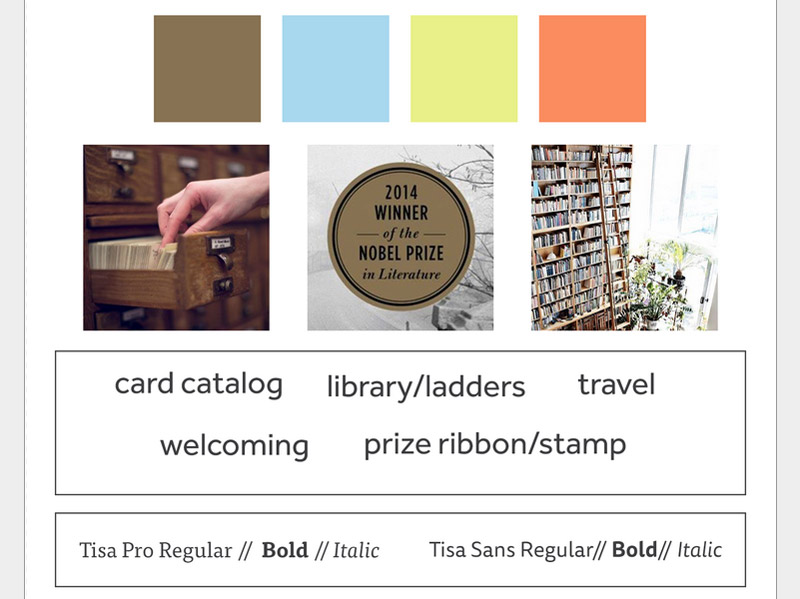 2014
WINNER
of the
NOBEL PRIZE
in Literature
card catalog library/ladders travel
welcoming prize ribbon/stamp
Tisa Pro Regular // Bold // Italic Tisa Sans Regular// Bold// Italic